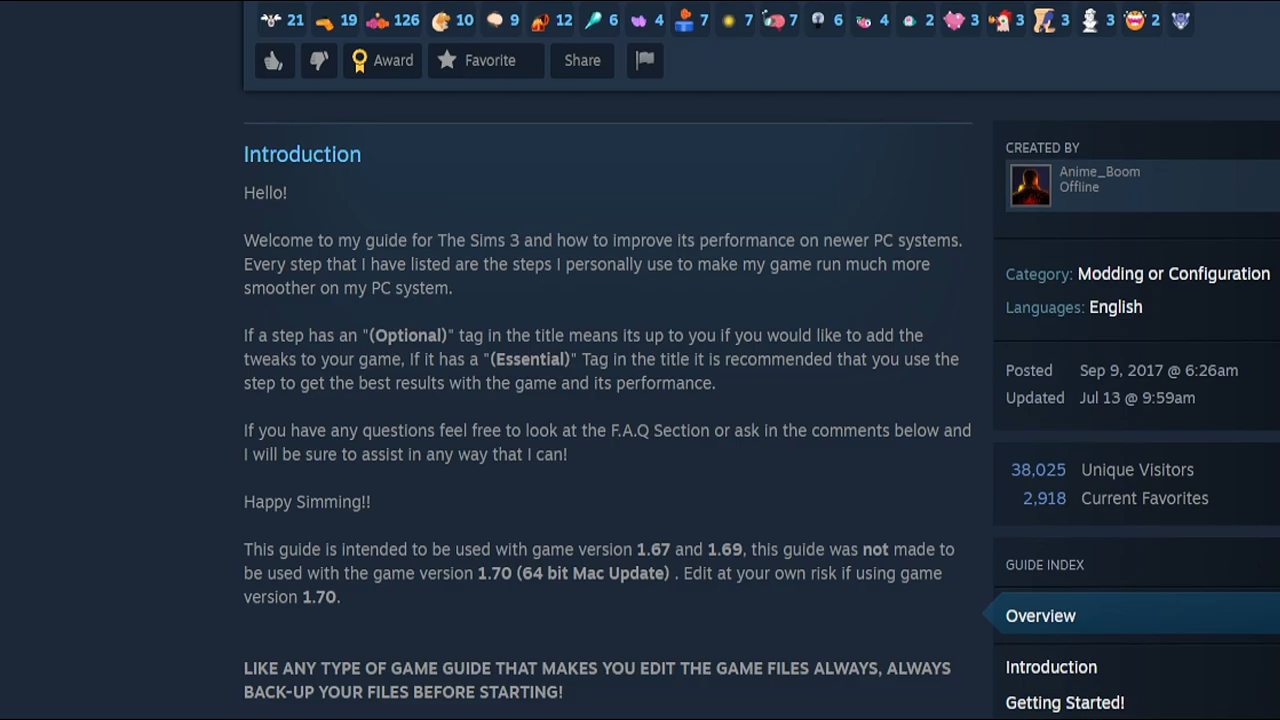 21 19 126 10 9 12 6 4 7 7 7 6 4 2 3 3 3 3 2
Award Favorite Share
Introduction
Hello!
Welcome to my guide for The Sims 3 and how to improve its performance on newer PC systems.
Every step that I have listed are the steps I personally use to make my game run much more
smoother on my PC system.
If a step has an "(Optional)" tag in the title means its up to you if you would like to add the
tweaks to your game, If it has a "(Essential)" Tag in the title it is recommended that you use the
step to get the best results with the game and its performance.
If you have any questions feel free to look at the F.A.Q Section or ask in the comments below and
I will be sure to assist in any way that I can!
Happy Simming!!
This guide is intended to be used with game version 1.67 and 1.69, this guide was not made to
be used with the game version 1.70 (64 bit Mac Update) . Edit at your own risk if using game
version 1.70.
LIKE ANY TYPE OF GAME GUIDE THAT MAKES YOU EDIT THE GAME FILES ALWAYS, ALWAYS
BACK-UP YOUR FILES BEFORE STARTING!
CREATED BY
Anime_Boom
Offline
Category: Modding or Configuration
Languages: English
Posted Sep 9, 2017 @ 6:26am
Updated Jul 13 @ 9:59am
38,025 Unique Visitors
2,918 Current Favorites
GUIDE INDEX
Overview
Introduction
Getting Started!